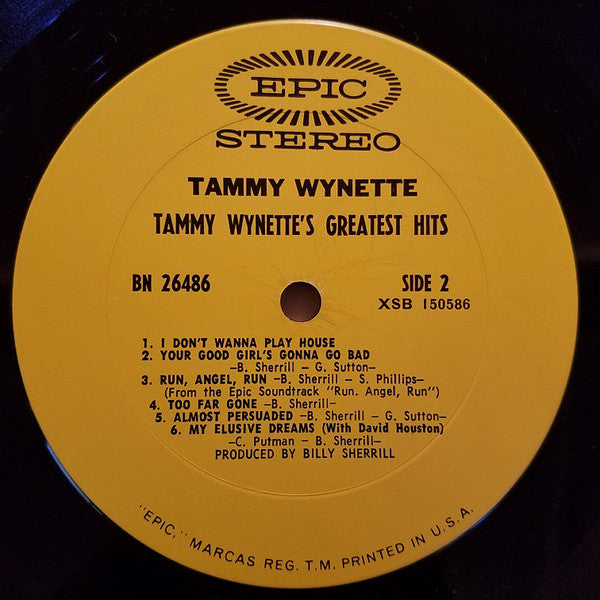 EPIC
STEREO
TAMMY WYNETTE
TAMMY WYNETTE'S GREATEST HITS
BN 26486 SIDE 2
XSB 150586
1. I DON'T WANNA PLAY HOUSE
2. YOUR GOOD GIRL'S GONNA GO BAD
–B. Sherrill – G. Sutton–
3. RUN, ANGEL, RUN –B. Sherrill – S. Phillips–
(From the Epic Soundtrack "Run, Angel, Run")
4. TOO FAR GONE –B. Sherrill–
5. ALMOST PERSUADED –B. Sherrill – G. Sutton–
6. MY ELUSIVE DREAMS (With David Houston)
–C. Putman – B. Sherrill–
PRODUCED BY BILLY SHERRILL
"EPIC," MARCAS REG. T.M. PRINTED IN U.S.A.